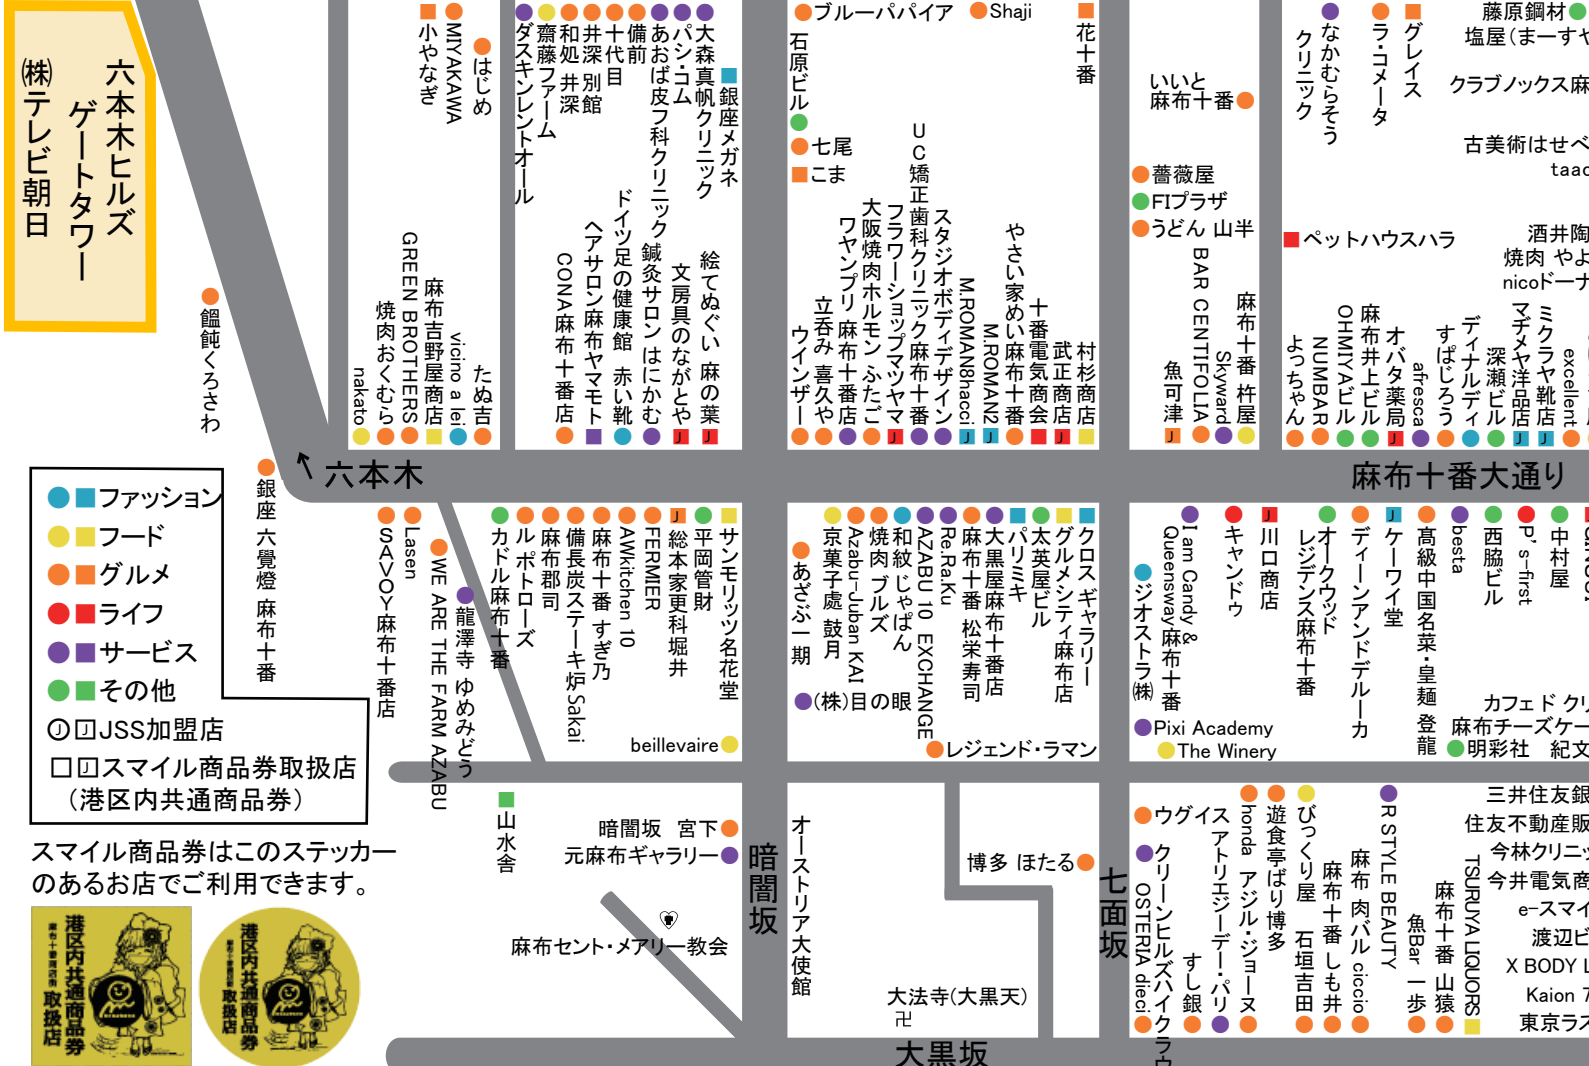 六本木ヒルズ
ゲートタワー
㈱テレビ朝日
小やなぎ
MIYAKAWA
はじめ
ダスキンレントオール
齋藤ファーム
和処 井深
井深 別館
十代目
備前
あおば皮フ科クリニック
パシ・コム
大森真帆クリニック
銀座メガネ
ブルーパパイア
Shaji
石原ビル
七尾
こま
花十番
いいと
麻布十番
薔薇屋
FIプラザ
うどん 山半
なかむらそう
クリニック
ラ・コメータ
グレイス
藤原鋼材
塩屋(まーすや
クラブノックス麻
古美術はせべ
taac
ペットハウスハラ
酒井陶
焼肉 やよ
nicoドーナ
饂飩くろさわ
nakato
焼肉おくむら
GREEN BROTHERS
麻布吉野屋商店
vicino a lei
たぬ吉
CONA麻布十番店
ヘアサロン麻布ヤマモト
ドイツ足の健康館 赤い靴
鍼灸サロン はにかむ
文房具のながとや
絵てぬぐい 麻の葉
ウインザー
立呑み 喜久や
ワヤンプリ 麻布十番店
大阪焼肉ホルモン ふたご
フラワーショップマツヤマ
UC矯正歯科クリニック麻布十番
スタジオボディデザイン
M.ROMAN8hacci
M.ROMAN2
やさい家めい麻布十番
十番電気商会
武正商店
村杉商店
魚可津
BAR CENTIFOLIA
Skyward
麻布十番 杵屋
よっちゃん
NUMBAR
OHMIYAビル
麻布井上ビル
オバタ薬局
afresca
すぱじろう
ディナルディ
深瀬ビル
マヂメヤ洋品店
ミクラヤ靴店
excellent
六本木
麻布十番大通り
銀座 六覺燈 麻布十番
ファッション
フード
グルメ
ライフ
サービス
その他
JSS加盟店
スマイル商品券取扱店
(港区内共通商品券)
スマイル商品券はこのステッカー
のあるお店でご利用できます。
港区内共通商品券
麻布十番商店街
取扱店
港区内共通商品券
麻布十番商店街
取扱店
SAVOY麻布十番店
Lasen
WE ARE THE FARM AZABU
龍澤寺 ゆめみどう
カドル麻布十番
ル ポトローズ
麻布郡司
備長炭ステーキ炉Sakai
麻布十番 すぎ乃
AWkitchen 10
FERMIER
総本家更科堀井
平岡管財
サンモリッツ名花堂
beillevaire
山水舎
暗闇坂 宮下
元麻布ギャラリー
麻布セント・メアリー教会
暗闇坂
あざぶ一期
京菓子處 鼓月
Azabu-Juban KAI
焼肉 ブルズ
和紋 じゃぱん
AZABU 10 EXCHANGE
Re.Ra.Ku
麻布十番 松栄寿司
大黒屋麻布十番店
パリミキ
太英屋ビル
グルメシティ麻布店
クロスギャラリー
(株)目の眼
レジェンド・ラマン
オーストリア大使館
博多 ほたる
大法寺(大黒天)
卍
大黒坂
七面坂
ジオストラ㈱
I am Candy &
Queensway麻布十番
キャンドゥ
川口商店
オークウッド
レジデンス麻布十番
ディーンアンドデルーカ
ケーワイ堂
髙級中国名菜・皇麺 登龍
besta
西脇ビル
P's-first
中村屋
Pixi Academy
The Winery
カフェド クリ
麻布チーズケー
明彩社
紀文
ウグイス
クリーンヒルズハイクラウ
OSTERIA dieci
すし銀
アトリエジーデー・パリ
honda
アジル・ジョーヌ
遊食亭ばり博多
びっくり屋
石垣吉田
麻布十番 しも井
麻布 肉バル ciccio
R STYLE BEAUTY
魚Bar 一歩
麻布十番 山猿
TSURUYA LIQUORS
三井住友銀
住友不動産販
今林クリニッ
今井電気商
e-スマイ
渡辺ビ
X BODY L
Kaion 7
東京ラス